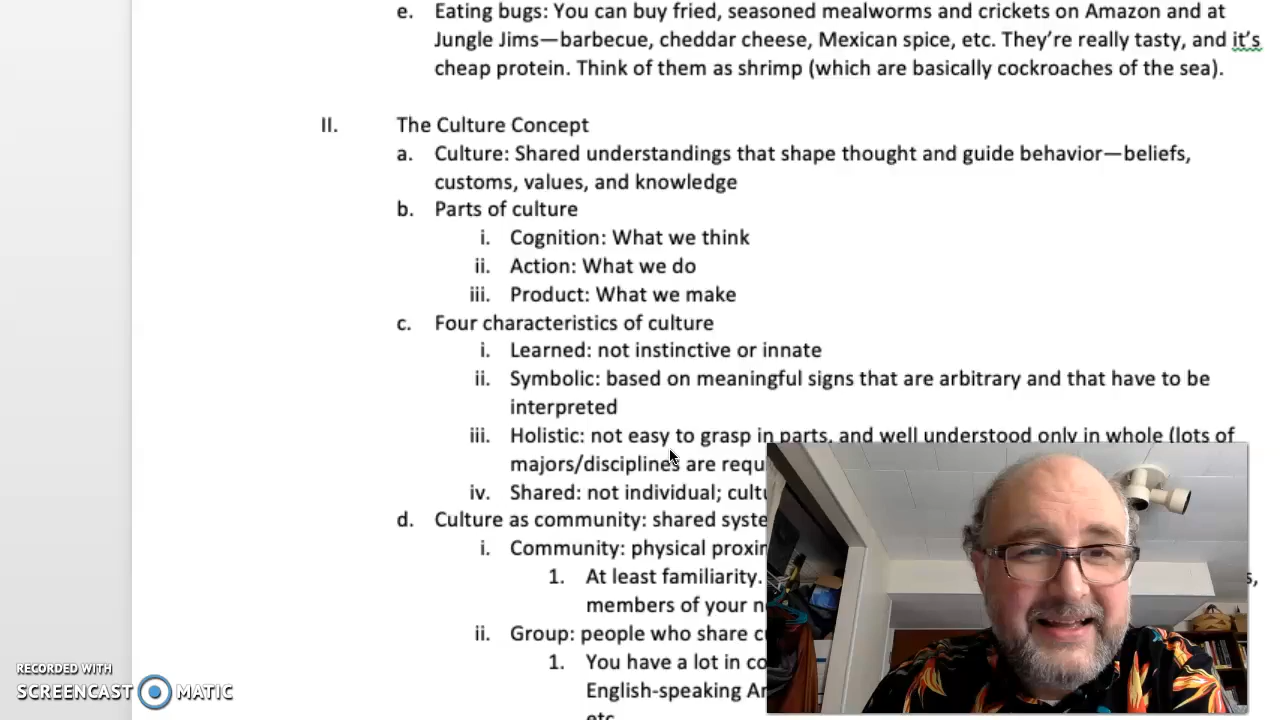 e. Eating bugs: You can buy fried, seasoned mealworms and crickets on Amazon and at
Jungle Jims—barbecue, cheddar cheese, Mexican spice, etc. They're really tasty, and it's
cheap protein. Think of them as shrimp (which are basically cockroaches of the sea).
II. The Culture Concept
a. Culture: Shared understandings that shape thought and guide behavior—beliefs,
customs, values, and knowledge
b. Parts of culture
i. Cognition: What we think
ii. Action: What we do
iii. Product: What we make
c. Four characteristics of culture
i. Learned: not instinctive or innate
ii. Symbolic: based on meaningful signs that are arbitrary and that have to be
interpreted
iii. Holistic: not easy to grasp in parts, and well understood only in whole (lots of
majors/disciplines are
iv. Shared: not individual;
d. Culture as community: shared
i. Community: physical
1. At least familiarity.
members of your
ii. Group: people who share
1. You have a lot in
English-speaking
etc.
RECORDED WITH
SCREENCAST MATIC